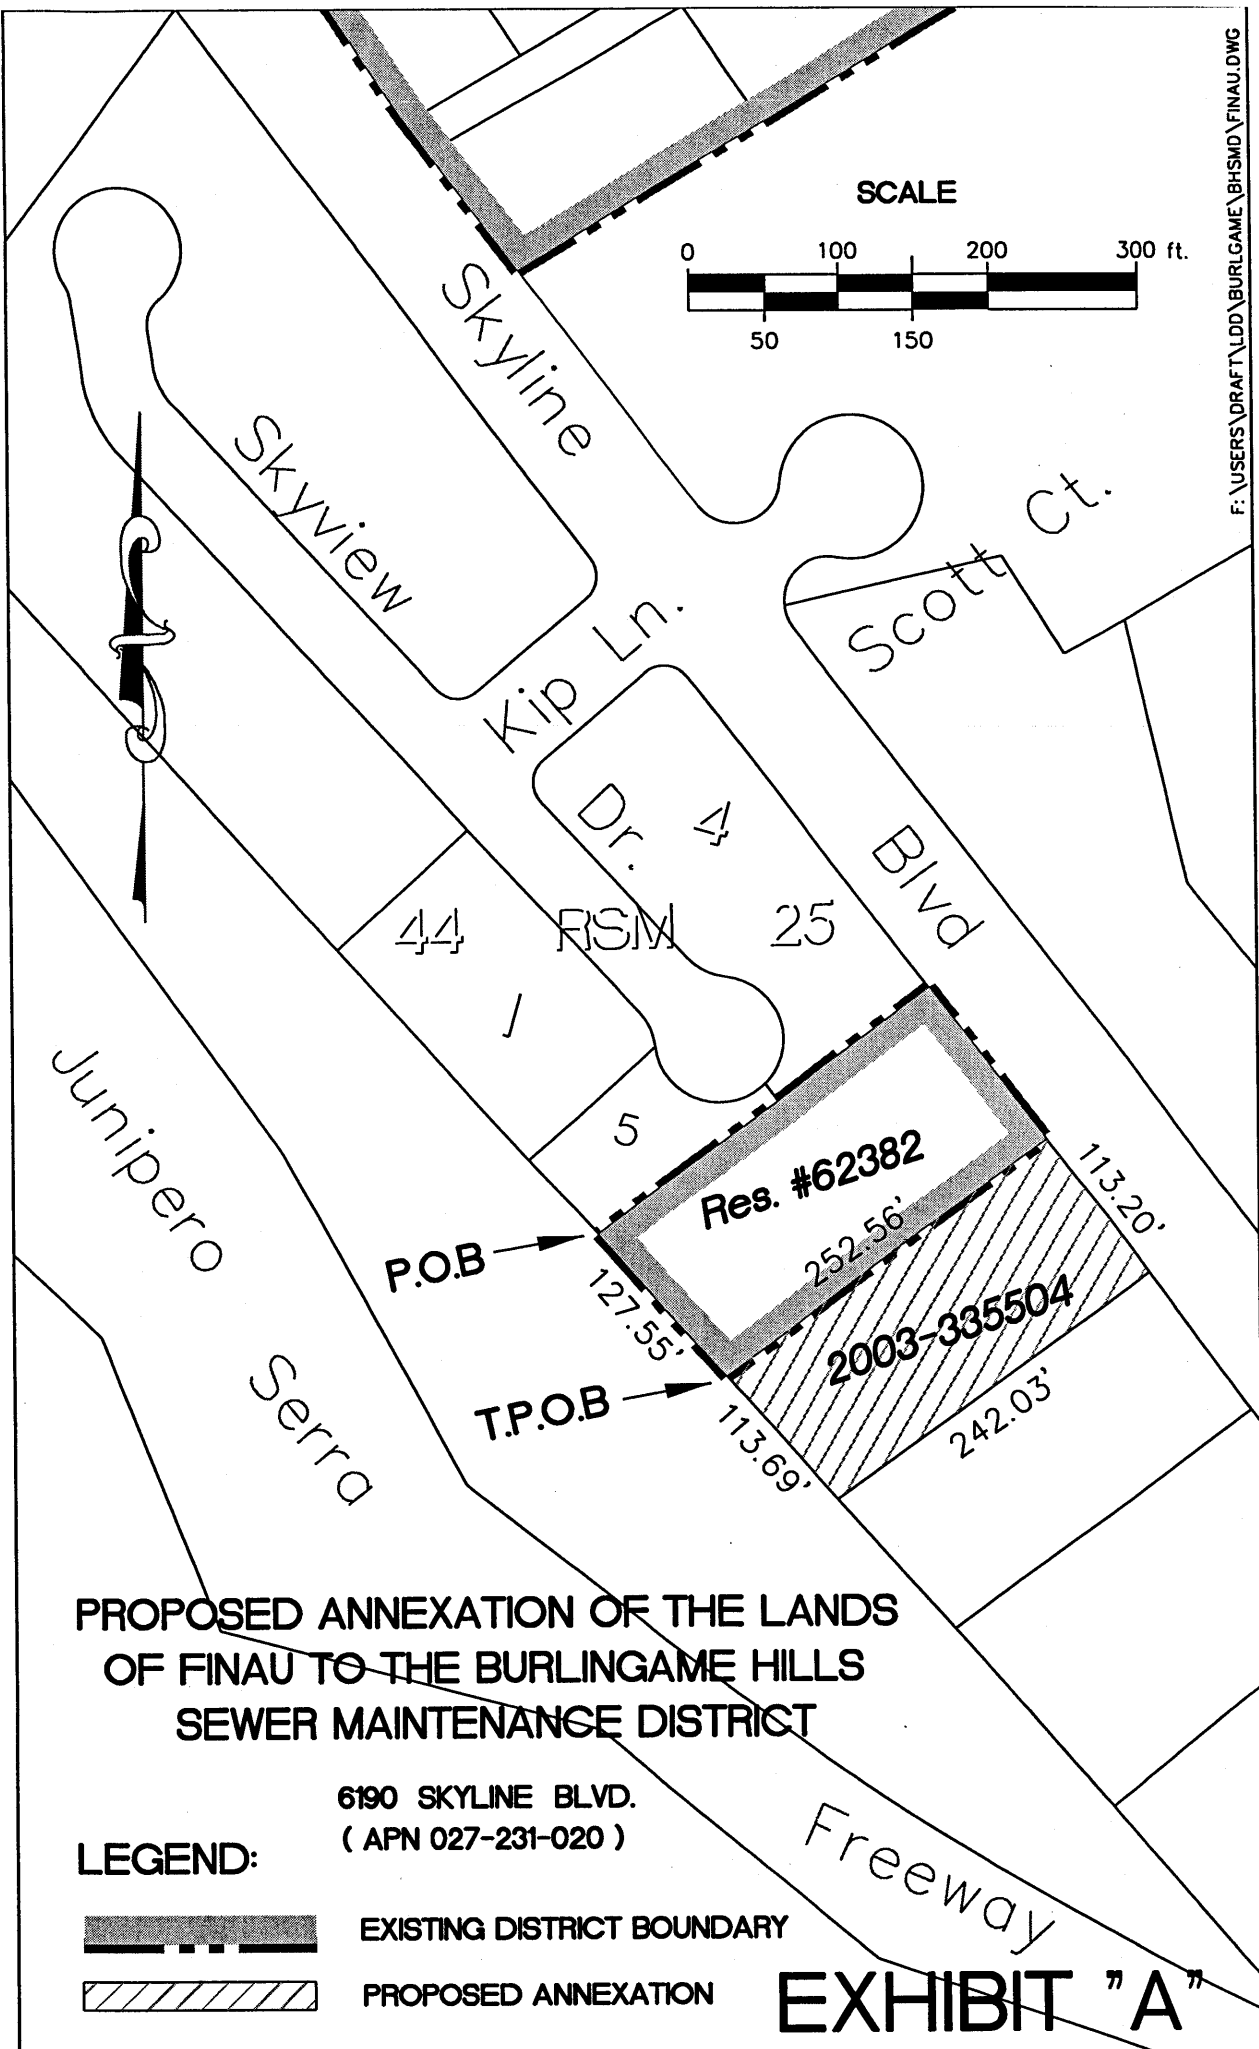 F:\USERS\DRAFT\LDD\BURLGAME\BHSMD\FINAU.DWG
SCALE
0 100 200 300 ft.
50 150
Skyline
Skyview
Ct.
Scott
Kip Ln.
Dr.
4
Blvd
44 RSM 25
1
5
Junipero
Res. #62382
113.20'
252.56'
P.O.B
127.55'
2003-335504
T.P.O.B
113.69'
242.03'
Serra
PROPOSED ANNEXATION OF THE LANDS
OF FINAU TO THE BURLINGAME HILLS
SEWER MAINTENANCE DISTRICT
6190 SKYLINE BLVD.
( APN 027-231-020 )
LEGEND:
Freeway
EXISTING DISTRICT BOUNDARY
PROPOSED ANNEXATION
EXHIBIT "A"